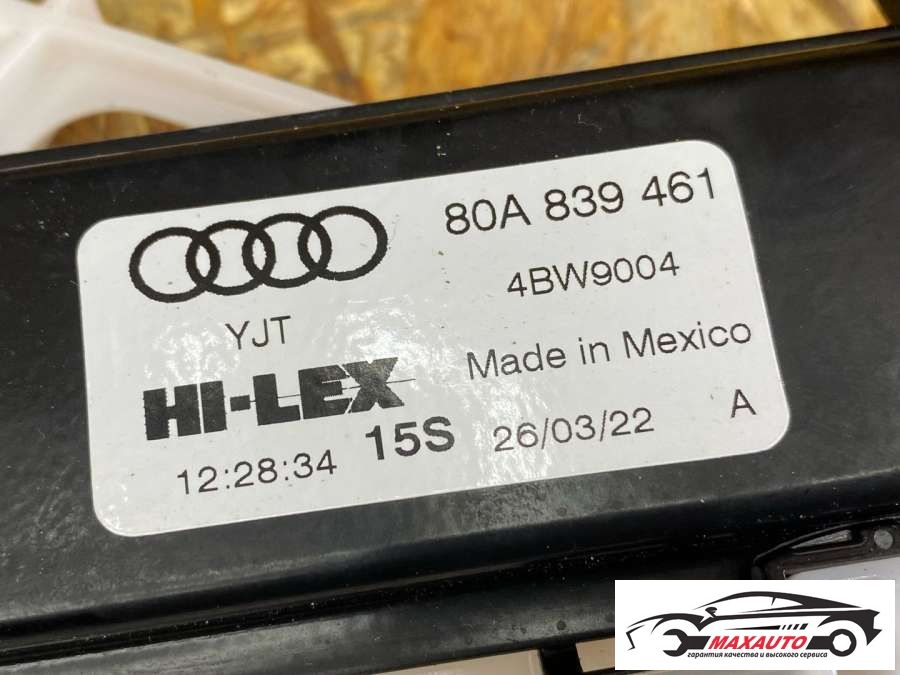 80A 839 461
4BW9004
YJT
Made in Mexico
HI-LEX
15S
26/03/22
A
12:28:34
MAXAUTO
гарантия качества и высокого сервиса